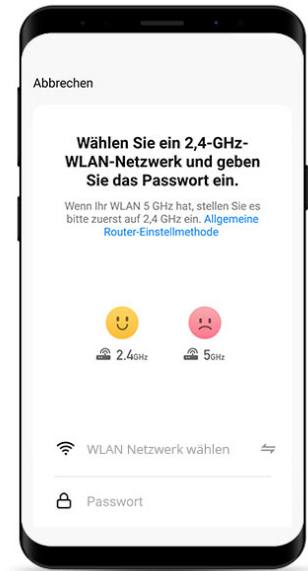 Abbrechen
Wählen Sie ein 2,4-GHz-
WLAN-Netzwerk und geben
Sie das Passwort ein.
Wenn Ihr WLAN 5 GHz hat, stellen Sie es
bitte zuerst auf 2,4 GHz ein. Allgemeine
Router-Einstellmethode
2.4GHz 5GHz
WLAN Netzwerk wählen
Passwort